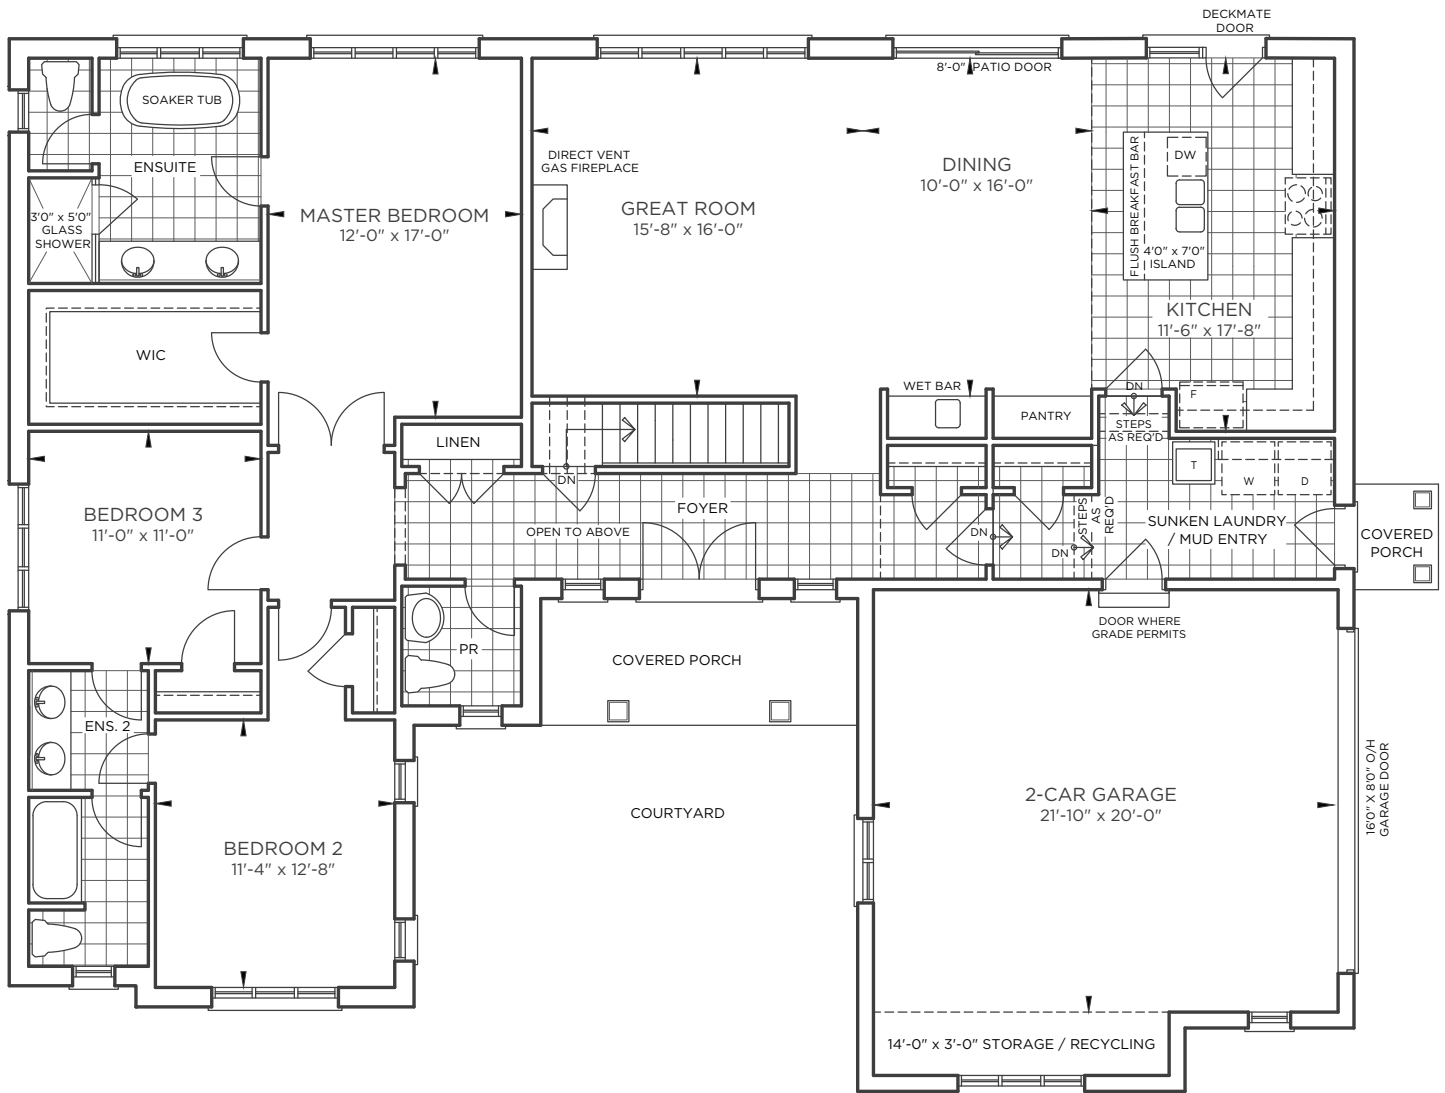 DECKMATE
DOOR
8'-0" PATIO DOOR
SOAKER TUB
ENSUITE
3'0" x 5'0"
GLASS
SHOWER
MASTER BEDROOM
12'-0" x 17'-0"
DIRECT VENT
GAS FIREPLACE
GREAT ROOM
15'-8" x 16'-0"
DINING
10'-0" x 16'-0"
FLUSH BREAKFAST BAR
DW
4'0" x 7'0"
ISLAND
KITCHEN
11'-6" x 17'-8"
WIC
LINEN
DN
WET BAR
PANTRY
DN
STEPS
AS REQ'D
F
T
W
D
BEDROOM 3
11'-0" x 11'-0"
FOYER
OPEN TO ABOVE
DN
STEPS
AS
REQ'D
DN
SUNKEN LAUNDRY
/ MUD ENTRY
COVERED
PORCH
DOOR WHERE
GRADE PERMITS
PR
COVERED PORCH
ENS. 2
BEDROOM 2
11'-4" x 12'-8"
COURTYARD
2-CAR GARAGE
21'-10" x 20'-0"
16'0" X 8'0" O/H
GARAGE DOOR
14'-0" x 3'-0" STORAGE / RECYCLING